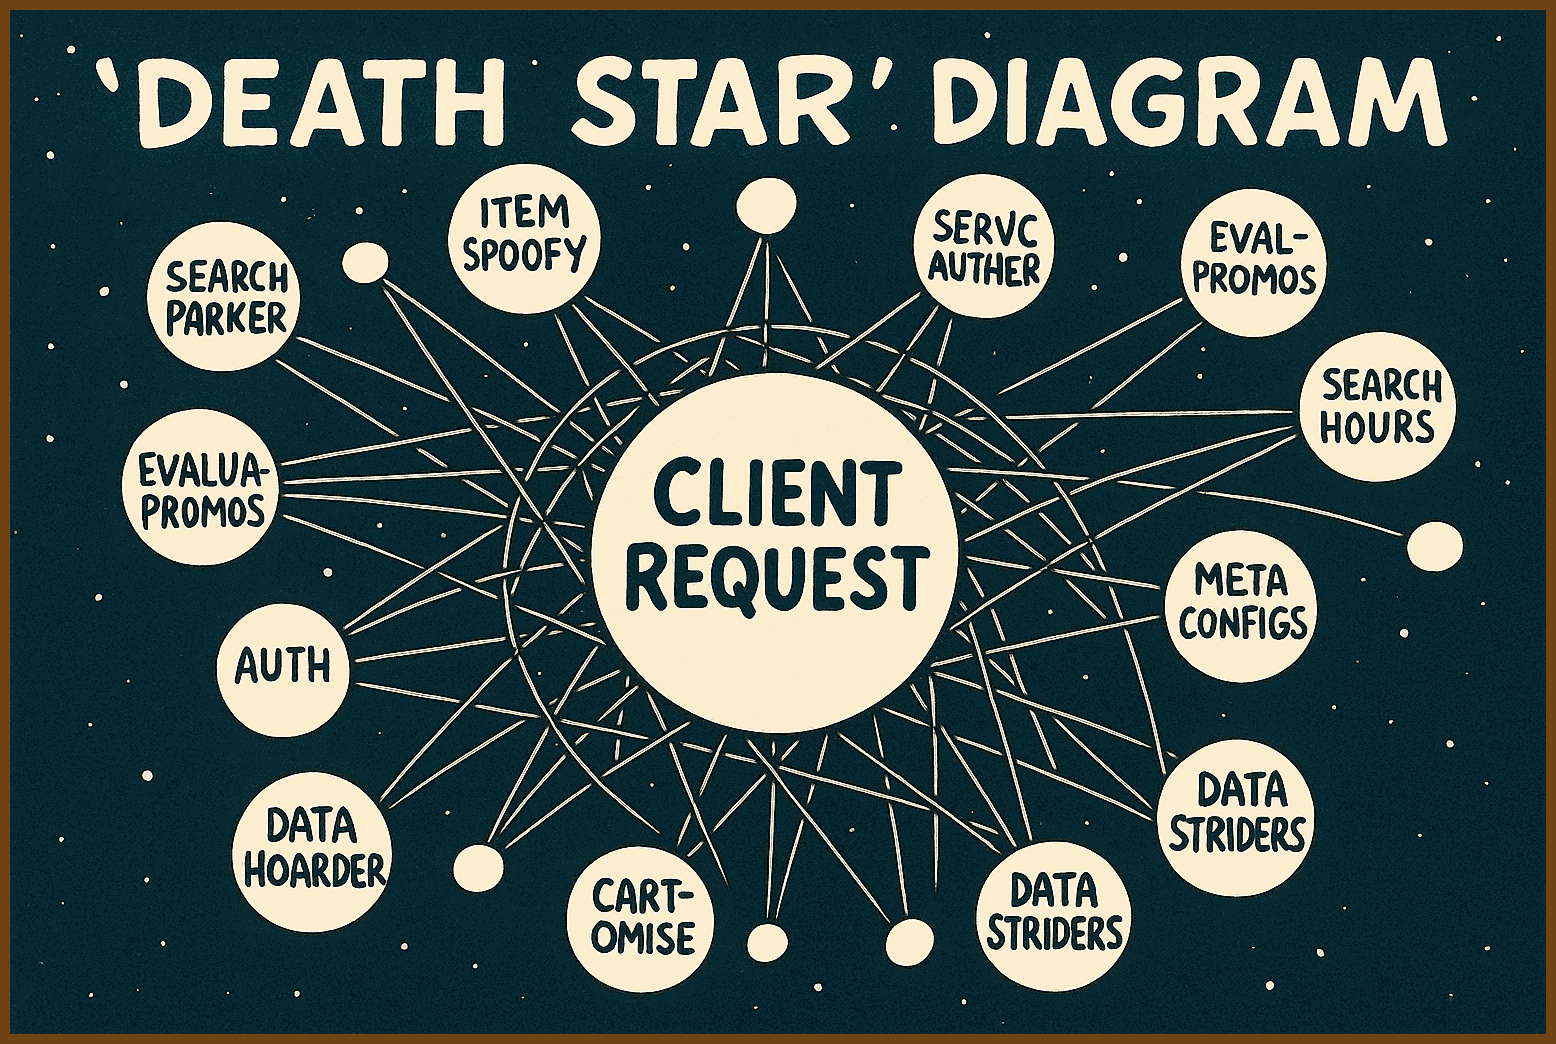 'DEATH STAR' DIAGRAM
ITEM
SPOOFY
SERVC
AUTHER
EVAL-
PROMOS
SEARCH
PARKER
SEARCH
HOURS
EVALUA-
PROMOS
CLIENT
REQUEST
META
CONFIGS
AUTH
DATA
STRIDERS
DATA
HOARDER
CART-
OMISE
DATA
STRIDERS